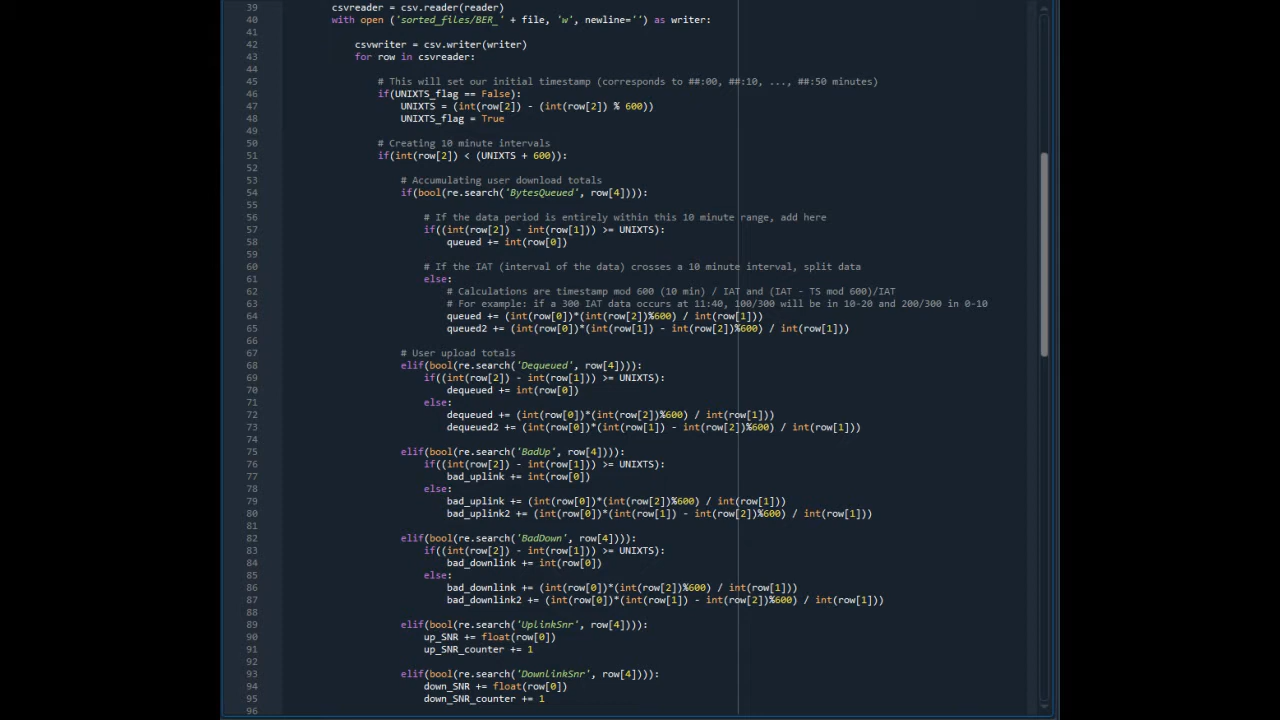 39 csvreader = csv.reader(reader)
40 with open ('sorted_files/BER_' + file, 'w', newline='') as writer:
41
42 csvwriter = csv.writer(writer)
43 for row in csvreader:
44
45 # This will set our initial timestamp (corresponds to ##:00, ##:10, ..., ##:50 minutes)
46 if(UNIXTS_flag == False):
47 UNIXTS = (int(row[2]) - (int(row[2]) % 600))
48 UNIXTS_flag = True
49
50 # Creating 10 minute intervals
51 if(int(row[2]) < (UNIXTS + 600)):
52
53 # Accumulating user download totals
54 if(bool(re.search('BytesQueued', row[4]))):
55
56 # If the data period is entirely within this 10 minute range, add here
57 if((int(row[2]) - int(row[1])) >= UNIXTS):
58 queued += int(row[0])
59
60 # If the IAT (interval of the data) crosses a 10 minute interval, split data
61 else:
62 # Calculations are timestamp mod 600 (10 min) / IAT and (IAT - TS mod 600)/IAT
63 # For example: if a 300 IAT data occurs at 11:40, 100/300 will be in 10-20 and 200/300 in 0-10
64 queued += (int(row[0])*(int(row[2])%600) / int(row[1]))
65 queued2 += (int(row[0])*(int(row[1]) - int(row[2])%600) / int(row[1]))
66
67 # User upload totals
68 elif(bool(re.search('Dequeued', row[4]))):
69 if((int(row[2]) - int(row[1])) >= UNIXTS):
70 dequeued += int(row[0])
71 else:
72 dequeued += (int(row[0])*(int(row[2])%600) / int(row[1]))
73 dequeued2 += (int(row[0])*(int(row[1]) - int(row[2])%600) / int(row[1]))
74
75 elif(bool(re.search('BadUp', row[4]))):
76 if((int(row[2]) - int(row[1])) >= UNIXTS):
77 bad_uplink += int(row[0])
78 else:
79 bad_uplink += (int(row[0])*(int(row[2])%600) / int(row[1]))
80 bad_uplink2 += (int(row[0])*(int(row[1]) - int(row[2])%600) / int(row[1]))
81
82 elif(bool(re.search('BadDown', row[4]))):
83 if((int(row[2]) - int(row[1])) >= UNIXTS):
84 bad_downlink += int(row[0])
85 else:
86 bad_downlink += (int(row[0])*(int(row[2])%600) / int(row[1]))
87 bad_downlink2 += (int(row[0])*(int(row[1]) - int(row[2])%600) / int(row[1]))
88
89 elif(bool(re.search('UplinkSnr', row[4]))):
90 up_SNR += float(row[0])
91 up_SNR_counter += 1
92
93 elif(bool(re.search('DownlinkSnr', row[4]))):
94 down_SNR += float(row[0])
95 down_SNR_counter += 1
96